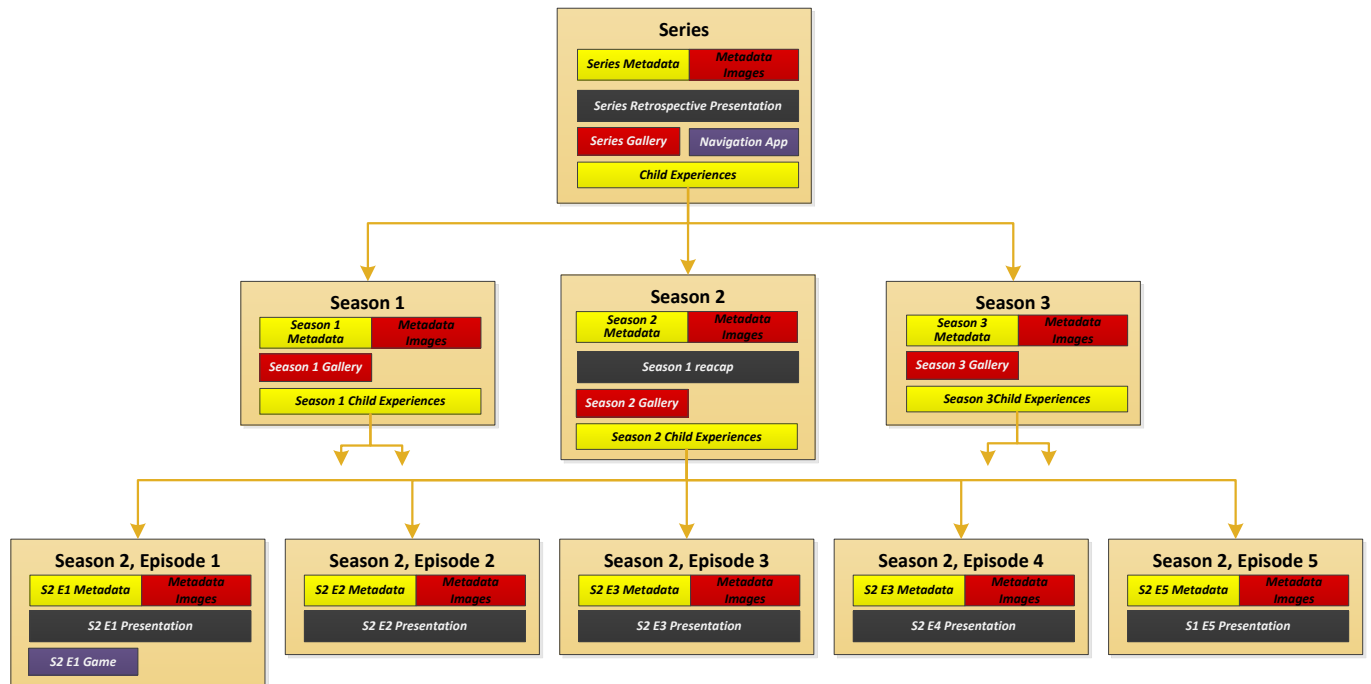 Series
Series Metadata
Metadata
Images
Series Retrospective Presentation
Series Gallery
Navigation App
Child Experiences
Season 1
Season 1
Metadata
Metadata
Images
Season 1 Gallery
Season 1 Child Experiences
Season 2
Season 2
Metadata
Metadata
Images
Season 1 reacap
Season 2 Gallery
Season 2 Child Experiences
Season 3
Season 3
Metadata
Metadata
Images
Season 3 Gallery
Season 3Child Experiences
Season 2, Episode 1
S2 E1 Metadata
Metadata
Images
S2 E1 Presentation
S2 E1 Game
Season 2, Episode 2
S2 E2 Metadata
Metadata
Images
S2 E2 Presentation
Season 2, Episode 3
S2 E3 Metadata
Metadata
Images
S2 E3 Presentation
Season 2, Episode 4
S2 E3 Metadata
Metadata
Images
S2 E4 Presentation
Season 2, Episode 5
S2 E5 Metadata
Metadata
Images
S1 E5 Presentation